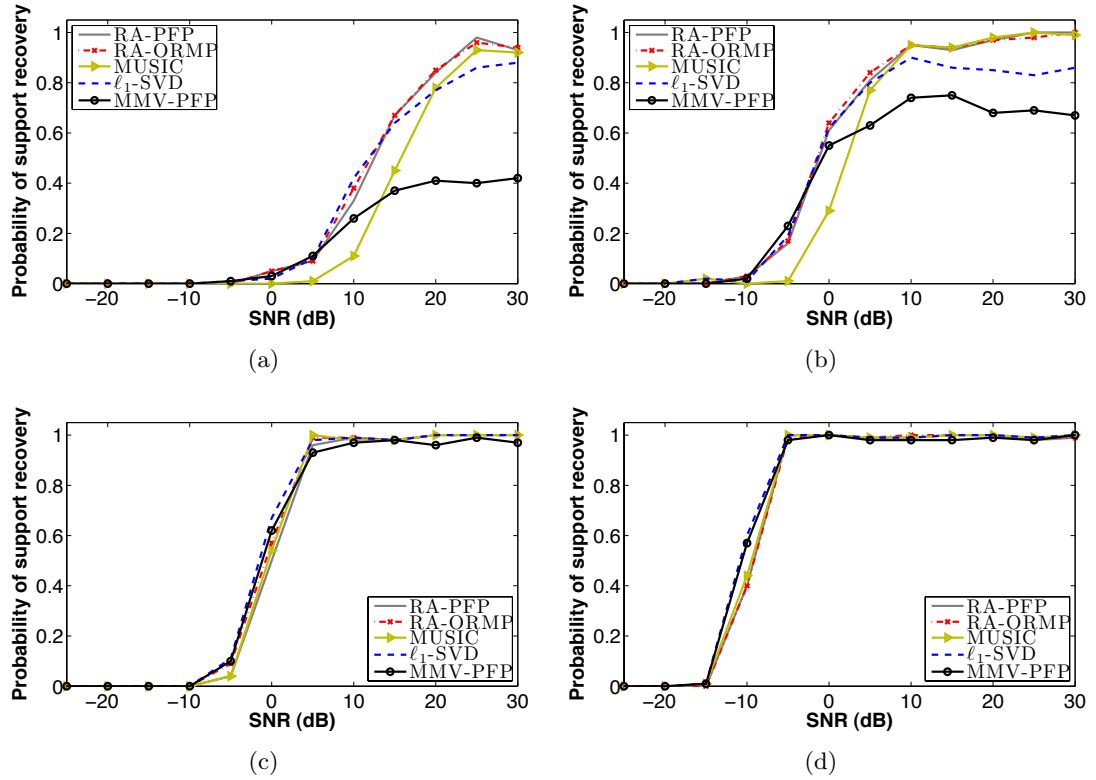 Probability of support recovery
1
0.8
0.6
0.4
0.2
0
RA-PFP
RA-ORMP
MUSIC
ℓ₁-SVD
MMV-PFP
−20 −10 0 10 20 30
SNR (dB)
(a)
Probability of support recovery
1
0.8
0.6
0.4
0.2
0
RA-PFP
RA-ORMP
MUSIC
ℓ₁-SVD
MMV-PFP
−20 −10 0 10 20 30
SNR (dB)
(b)
Probability of support recovery
1
0.8
0.6
0.4
0.2
0
RA-PFP
RA-ORMP
MUSIC
ℓ₁-SVD
MMV-PFP
−20 −10 0 10 20 30
SNR (dB)
(c)
Probability of support recovery
1
0.8
0.6
0.4
0.2
0
RA-PFP
RA-ORMP
MUSIC
ℓ₁-SVD
MMV-PFP
−20 −10 0 10 20 30
SNR (dB)
(d)